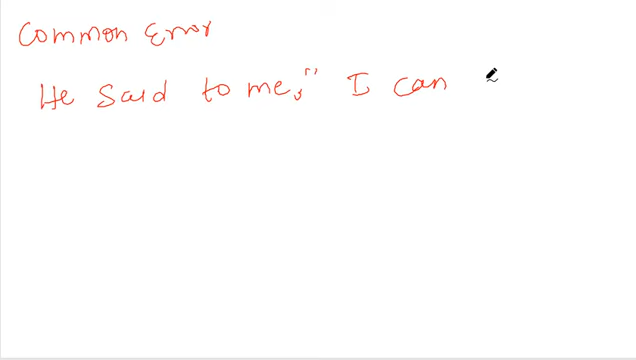 Common Error
He said to me, " I can